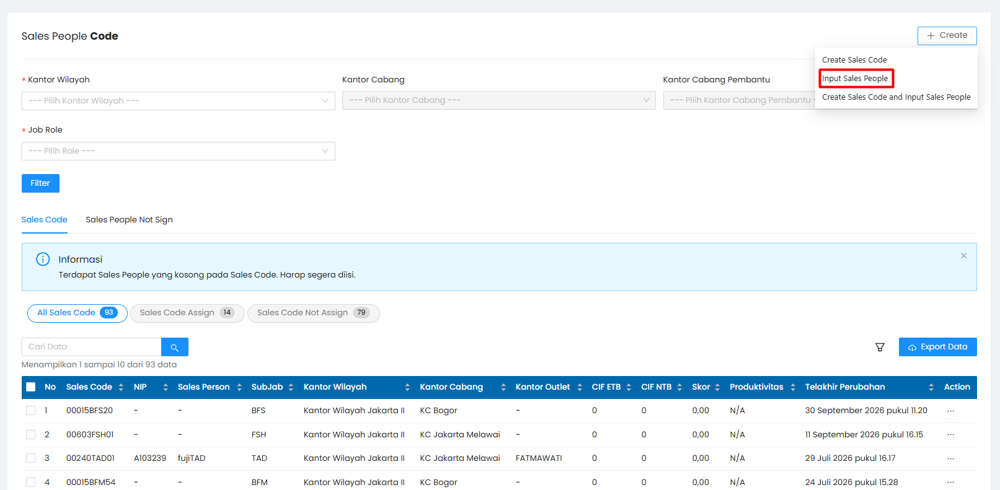 Sales People Code
+ Create
Create Sales Code
Input Sales People
Create Sales Code and Input Sales People
* Kantor Wilayah
Kantor Cabang
Kantor Cabang Pembantu
--- Pilih Kantor Wilayah ---
--- Pilih Kantor Cabang ---
--- Pilih Kantor Cabang Pembantu -
* Job Role
--- Pilih Role ---
Filter
Sales Code
Sales People Not Sign
Informasi
Terdapat Sales People yang kosong pada Sales Code. Harap segera diisi.
All Sales Code 93
Sales Code Assign 14
Sales Code Not Assign 79
Cari Data
Export Data
Menampilkan 1 sampai 10 dari 93 data
No Sales Code NIP Sales Person SubJab Kantor Wilayah Kantor Cabang Kantor Outlet CIF ETB CIF NTB Skor Produktivitas Telakhir Perubahan Action
1 00015BFS20 - - BFS Kantor Wilayah Jakarta II KC Bogor - 0 0 0,00 N/A 30 September 2026 pukul 11.20 ...
2 00603FSH01 - - FSH Kantor Wilayah Jakarta II KC Jakarta Melawai - 0 0 0,00 N/A 11 September 2026 pukul 16.15 ...
3 00240TAD01 A103239 fujiTAD TAD Kantor Wilayah Jakarta II KC Jakarta Melawai FATMAWATI 0 0 0,00 N/A 29 Juli 2026 pukul 16.17 ...
4 00015BFM54 - - BFM Kantor Wilayah Jakarta II KC Bogor - 0 0 0,00 N/A 24 Juli 2026 pukul 15.28 ...